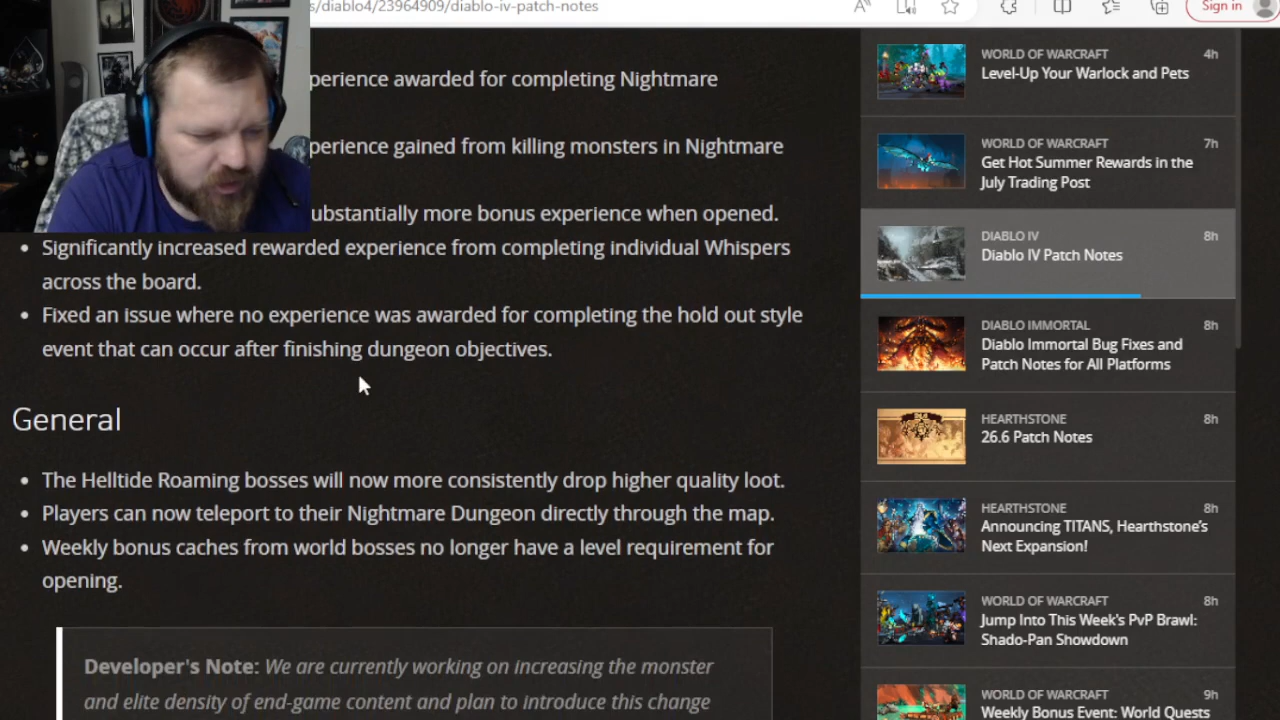 s/diablo4/23964909/diablo-iv-patch-notes
Sign in
perience awarded for completing Nightmare
perience gained from killing monsters in Nightmare
ubstantially more bonus experience when opened.
• Significantly increased rewarded experience from completing individual Whispers
across the board.
• Fixed an issue where no experience was awarded for completing the hold out style
event that can occur after finishing dungeon objectives.
General
• The Helltide Roaming bosses will now more consistently drop higher quality loot.
• Players can now teleport to their Nightmare Dungeon directly through the map.
• Weekly bonus caches from world bosses no longer have a level requirement for
opening.
Developer's Note: We are currently working on increasing the monster
and elite density of end-game content and plan to introduce this change
WORLD OF WARCRAFT 4h
Level-Up Your Warlock and Pets
WORLD OF WARCRAFT 7h
Get Hot Summer Rewards in the
July Trading Post
DIABLO IV 8h
Diablo IV Patch Notes
DIABLO IMMORTAL 8h
Diablo Immortal Bug Fixes and
Patch Notes for All Platforms
HEARTHSTONE 8h
26.6 Patch Notes
HEARTHSTONE 8h
Announcing TITANS, Hearthstone's
Next Expansion!
WORLD OF WARCRAFT 8h
Jump Into This Week's PvP Brawl:
Shado-Pan Showdown
WORLD OF WARCRAFT 9h
Weekly Bonus Event: World Quests